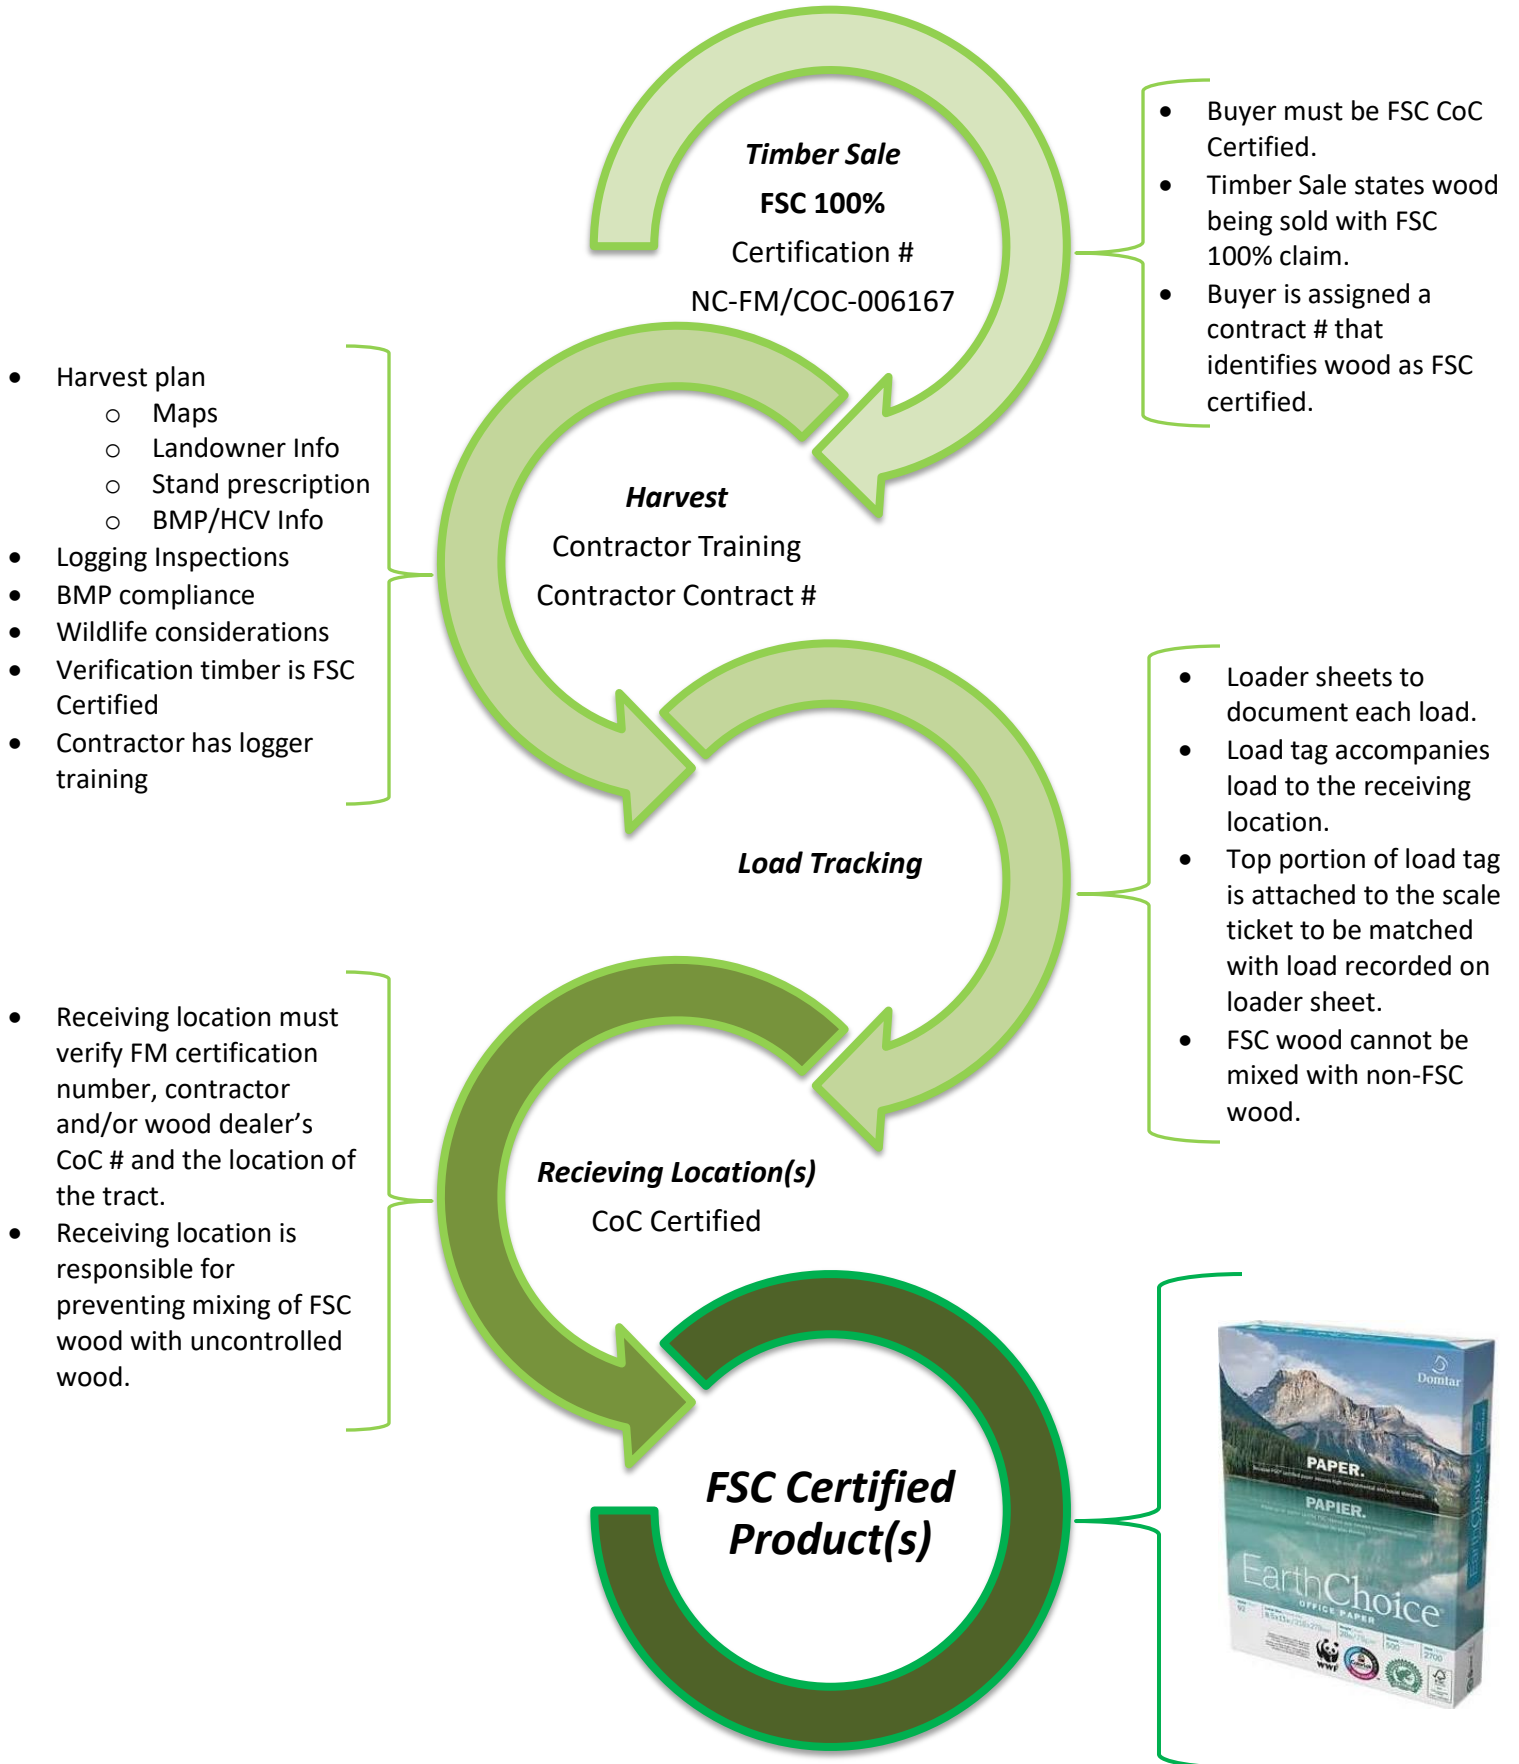 Timber Sale
FSC 100%
Certification #
NC-FM/COC-006167
• Buyer must be FSC CoC
Certified.
• Timber Sale states wood
being sold with FSC
100% claim.
• Buyer is assigned a
contract # that
identifies wood as FSC
certified.
• Harvest plan
o Maps
o Landowner Info
o Stand prescription
o BMP/HCV Info
• Logging Inspections
• BMP compliance
• Wildlife considerations
• Verification timber is FSC
Certified
• Contractor has logger
training
Harvest
Contractor Training
Contractor Contract #
Load Tracking
• Loader sheets to
document each load.
• Load tag accompanies
load to the receiving
location.
• Top portion of load tag
is attached to the scale
ticket to be matched
with load recorded on
loader sheet.
• FSC wood cannot be
mixed with non-FSC
wood.
• Receiving location must
verify FM certification
number, contractor
and/or wood dealer’s
CoC # and the location of
the tract.
• Receiving location is
responsible for
preventing mixing of FSC
wood with uncontrolled
wood.
Recieving Location(s)
CoC Certified
FSC Certified
Product(s)
Domtar
PAPER.
PAPIER.
EarthChoice
OFFICE PAPER
EarthChoice
500
2700
WWF
FSC